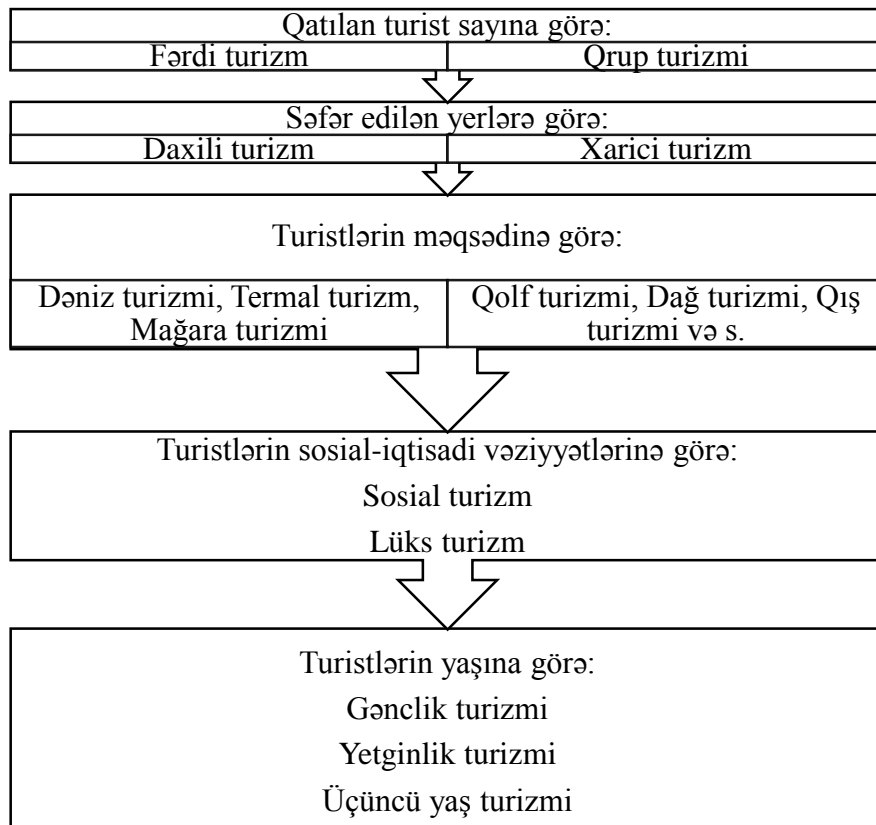 Qatılan turist sayına görə:
Fərdi turizm
Qrup turizmi
Səfər edilən yerlərə görə:
Daxili turizm
Xarici turizm
Turistlərin məqsədinə görə:
Dəniz turizmi, Termal turizm,
Mağara turizmi
Qolf turizmi, Dağ turizmi, Qış
turizmi və s.
Turistlərin sosial-iqtisadi vəziyyətlərinə görə:
Sosial turizm
Lüks turizm
Turistlərin yaşına görə:
Gənclik turizmi
Yetginlik turizmi
Üçüncü yaş turizmi